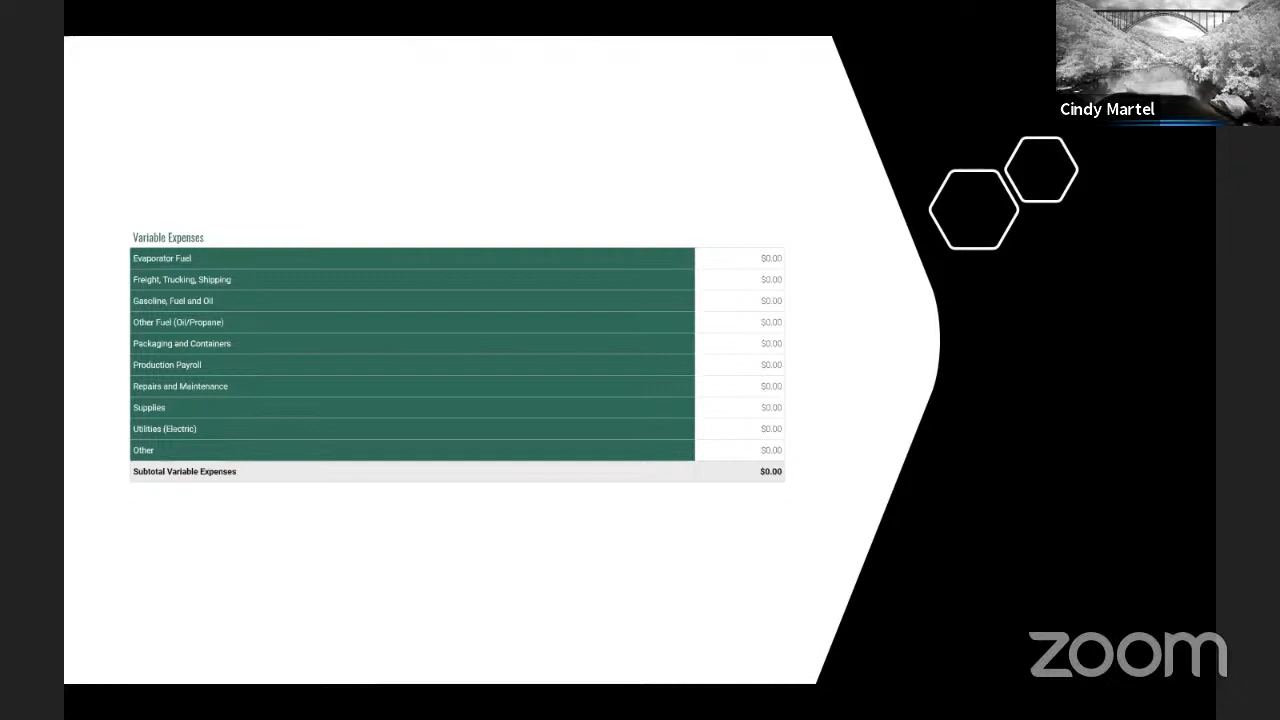 Cindy Martel
Variable Expenses
Evaporator Fuel $0.00
Freight, Trucking, Shipping $0.00
Gasoline, Fuel and Oil $0.00
Other Fuel (Oil/Propane) $0.00
Packaging and Containers $0.00
Production Payroll $0.00
Repairs and Maintenance $0.00
Supplies $0.00
Utilities (Electric) $0.00
Other $0.00
Subtotal Variable Expenses $0.00
zoom